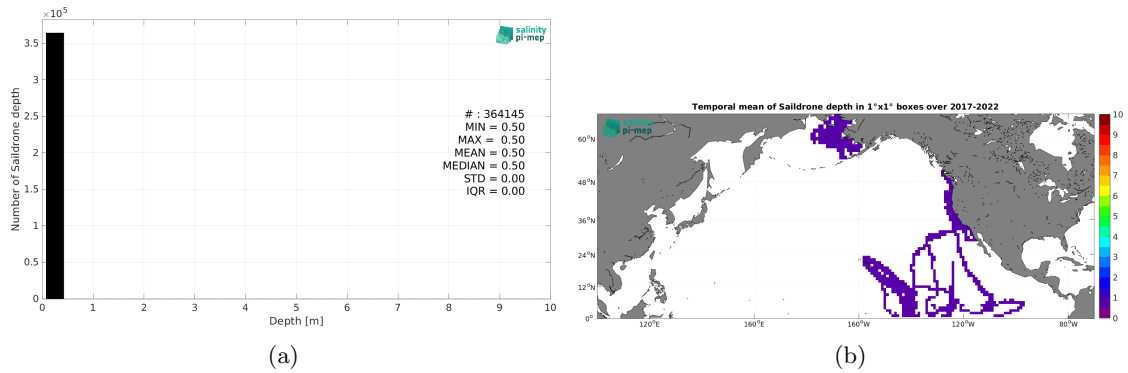 ×10⁵
salinity
pi-mep
3.5
3
2.5
2
1.5
1
0.5
0
Number of Saildrone depth
# : 364145
MIN = 0.50
MAX = 0.50
MEAN = 0.50
MEDIAN = 0.50
STD = 0.00
IQR = 0.00
0 1 2 3 4 5 6 7 8 9 10
Depth [m]
(a)
Temporal mean of Saildrone depth in 1°x1° boxes over 2017-2022
salinity
pi-mep
60°N
48°N
36°N
24°N
12°N
0°
120°E 160°E 160°W 120°W 80°W
10
9
8
7
6
5
4
3
2
1
0
(b)